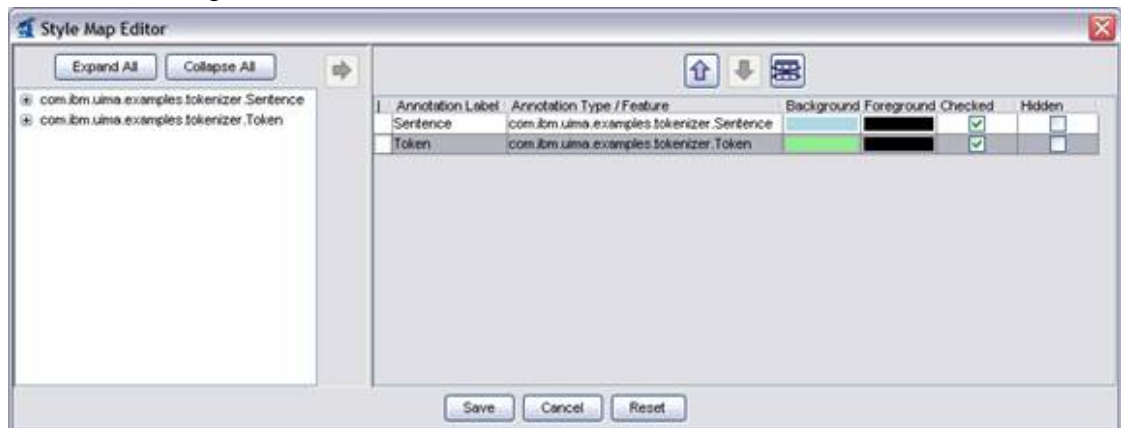 Style Map Editor
Expand All Collapse All
com.ibm.uima.examples.tokenizer.Sentence
com.ibm.uima.examples.tokenizer.Token
Annotation Label Annotation Type / Feature Background Foreground Checked Hidden
Sentence com.ibm.uima.examples.tokenizer.Sentence
Token com.ibm.uima.examples.tokenizer.Token
Save Cancel Reset